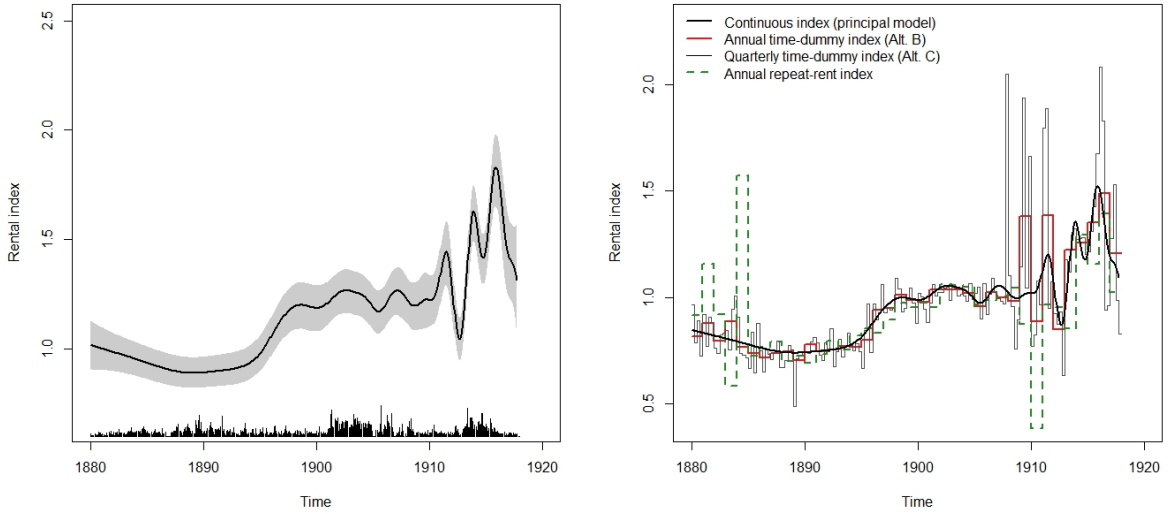 2.5
2.0
1.5
1.0
Rental index
1880 1890 1900 1910 1920
Time
Continuous index (principal model)
Annual time-dummy index (Alt. B)
Quarterly time-dummy index (Alt. C)
Annual repeat-rent index
2.0
1.5
1.0
0.5
Rental index
1880 1890 1900 1910 1920
Time